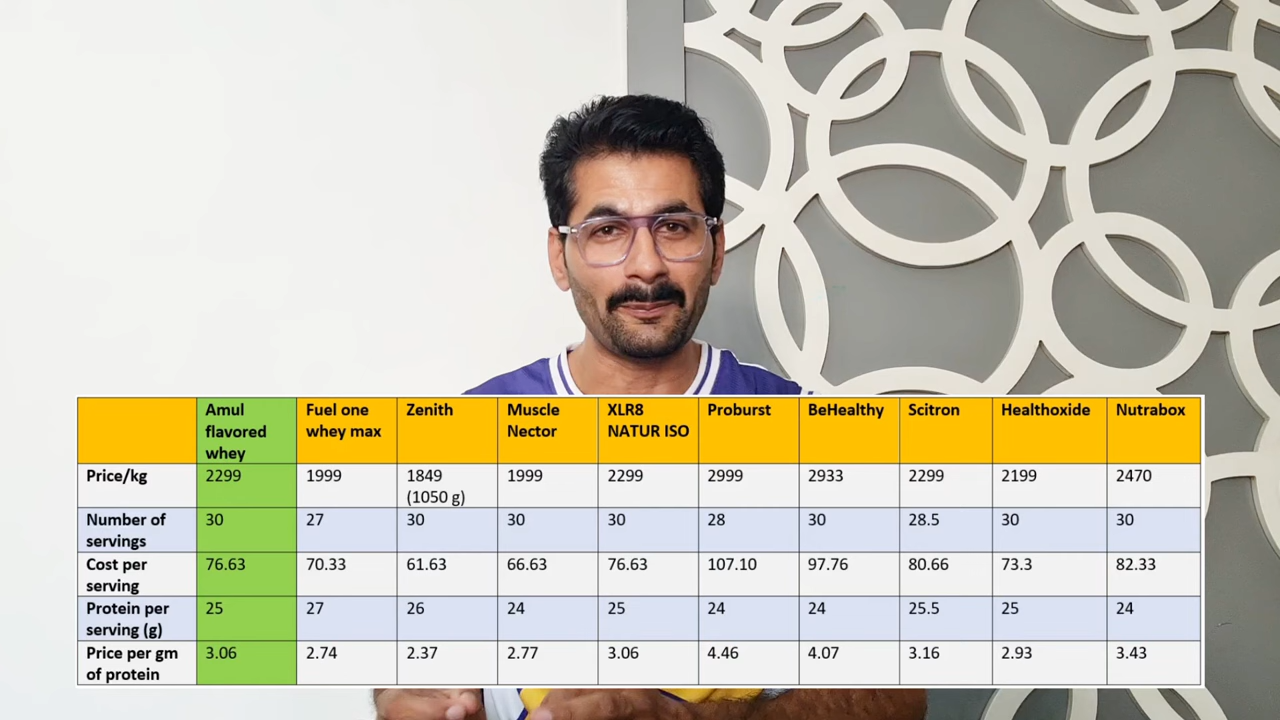 Amul flavored whey Fuel one whey max Zenith Muscle Nector XLR8 NATUR ISO Proburst BeHealthy Scitron Healthoxide Nutrabox
Price/kg 2299 1999 1849 (1050 g) 1999 2299 2999 2933 2299 2199 2470
Number of servings 30 27 30 30 30 28 30 28.5 30 30
Cost per serving 76.63 70.33 61.63 66.63 76.63 107.10 97.76 80.66 73.3 82.33
Protein per serving (g) 25 27 26 24 25 24 24 25.5 25 24
Price per gm of protein 3.06 2.74 2.37 2.77 3.06 4.46 4.07 3.16 2.93 3.43